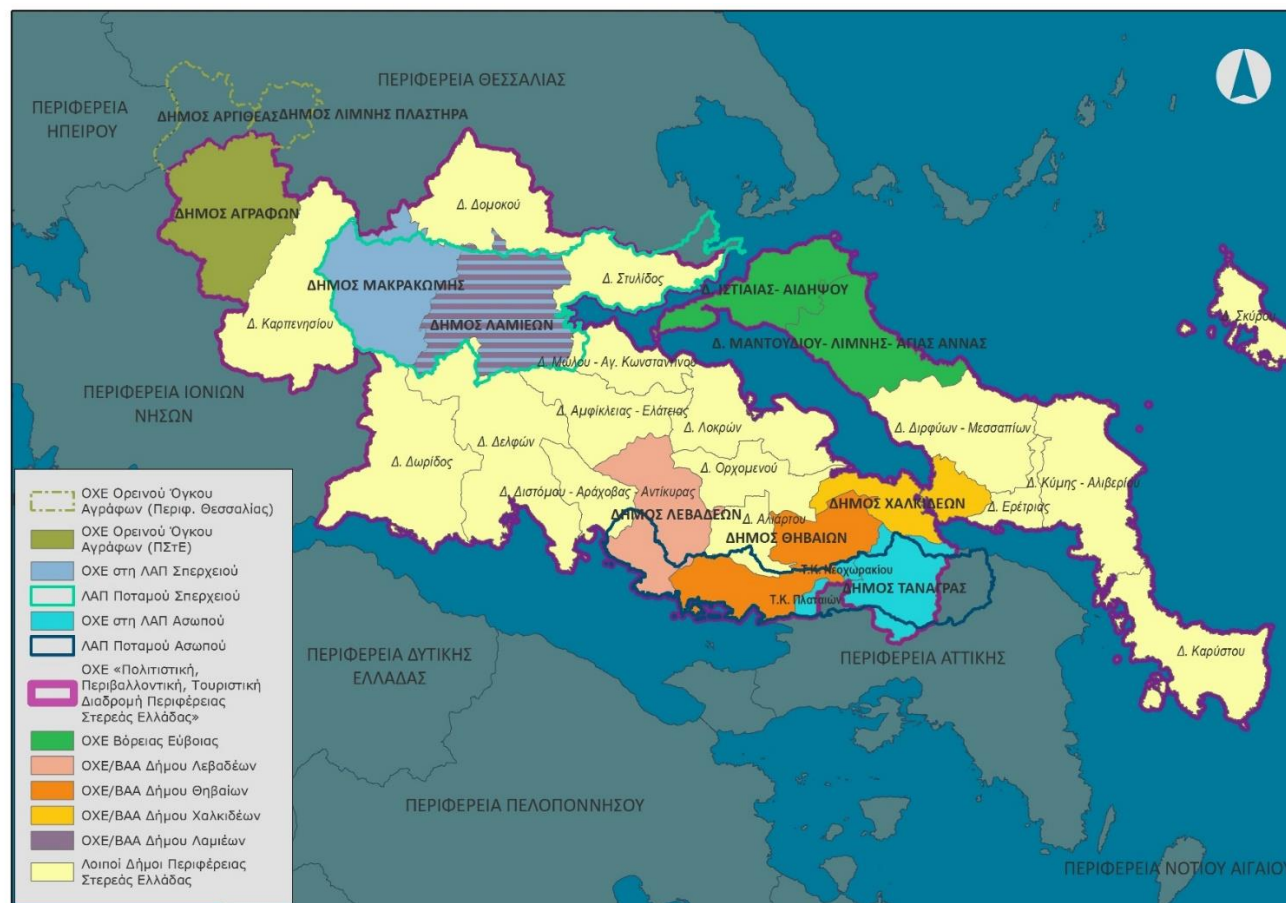 ΠΕΡΙΦΕΡΕΙΑ ΘΕΣΣΑΛΙΑΣ
ΠΕΡΙΦΕΡΕΙΑ
ΗΠΕΙΡΟΥ
ΔΗΜΟΣ ΑΡΓΙΘΕΑΣ
ΔΗΜΟΣ ΛΙΜΝΗΣ ΠΛΑΣΤΗΡΑ
ΔΗΜΟΣ ΑΓΡΑΦΩΝ
Δ. Δομοκού
ΔΗΜΟΣ ΜΑΚΡΑΚΩΜΗΣ
Δ. Στυλίδος
Δ. ΙΣΤΙΑΙΑΣ- ΑΙΔΗΨΟΥ
Δ. Σκύρου
Δ. Καρπενησίου
ΔΗΜΟΣ ΛΑΜΙΕΩΝ
Δ. ΜΑΝΤΟΥΔΙΟΥ- ΛΙΜΝΗΣ- ΑΓΙΑΣ ΑΝΝΑΣ
Δ. Μώλου - Αγ. Κωνσταντίνου
ΠΕΡΙΦΕΡΕΙΑ ΙΟΝΙΩΝ
ΝΗΣΩΝ
Δ. Αμφίκλειας - Ελάτειας
Δ. Λοκρών
Δ. Διρφύων - Μεσσαπίων
Δ. Δωρίδος
Δ. Δελφών
Δ. Ορχομενού
Δ. Κύμης - Αλιβερίου
Δ. Διστόμου - Αράχοβας - Αντίκυρας
ΔΗΜΟΣ ΧΑΛΚΙΔΕΩΝ
Δ. Ερέτριας
ΔΗΜΟΣ ΛΕΒΑΔΕΩΝ
Δ. Αλιάρτου
ΔΗΜΟΣ ΘΗΒΑΙΩΝ
Τ.Κ. Νεοχωρακίου
ΔΗΜΟΣ ΤΑΝΑΓΡΑΣ
Τ.Κ. Πλαταιών
Δ. Καρύστου
ΠΕΡΙΦΕΡΕΙΑ ΔΥΤΙΚΗΣ
ΕΛΛΑΔΑΣ
ΠΕΡΙΦΕΡΕΙΑ ΑΤΤΙΚΗΣ
ΠΕΡΙΦΕΡΕΙΑ ΠΕΛΟΠΟΝΝΗΣΟΥ
ΠΕΡΙΦΕΡΕΙΑ ΝΟΤΙΟΥ ΑΙΓΑΙΟΥ
ΟΧΕ Ορεινού Όγκου
Αγράφων (Περιφ. Θεσσαλίας)
ΟΧΕ Ορεινού Όγκου
Αγράφων (ΠΣτΕ)
ΟΧΕ στη ΛΑΠ Σπερχειού
ΛΑΠ Ποταμού Σπερχειού
ΟΧΕ στη ΛΑΠ Ασωπού
ΛΑΠ Ποταμού Ασωπού
ΟΧΕ «Πολιτιστική,
Περιβαλλοντική, Τουριστική
Διαδρομή Περιφέρειας
Στερεάς Ελλάδας»
ΟΧΕ Βόρειας Εύβοιας
ΟΧΕ/ΒΑΑ Δήμου Λεβαδέων
ΟΧΕ/ΒΑΑ Δήμου Θηβαίων
ΟΧΕ/ΒΑΑ Δήμου Χαλκιδέων
ΟΧΕ/ΒΑΑ Δήμου Λαμιέων
Λοιποί Δήμοι Περιφέρειας
Στερεάς Ελλάδας